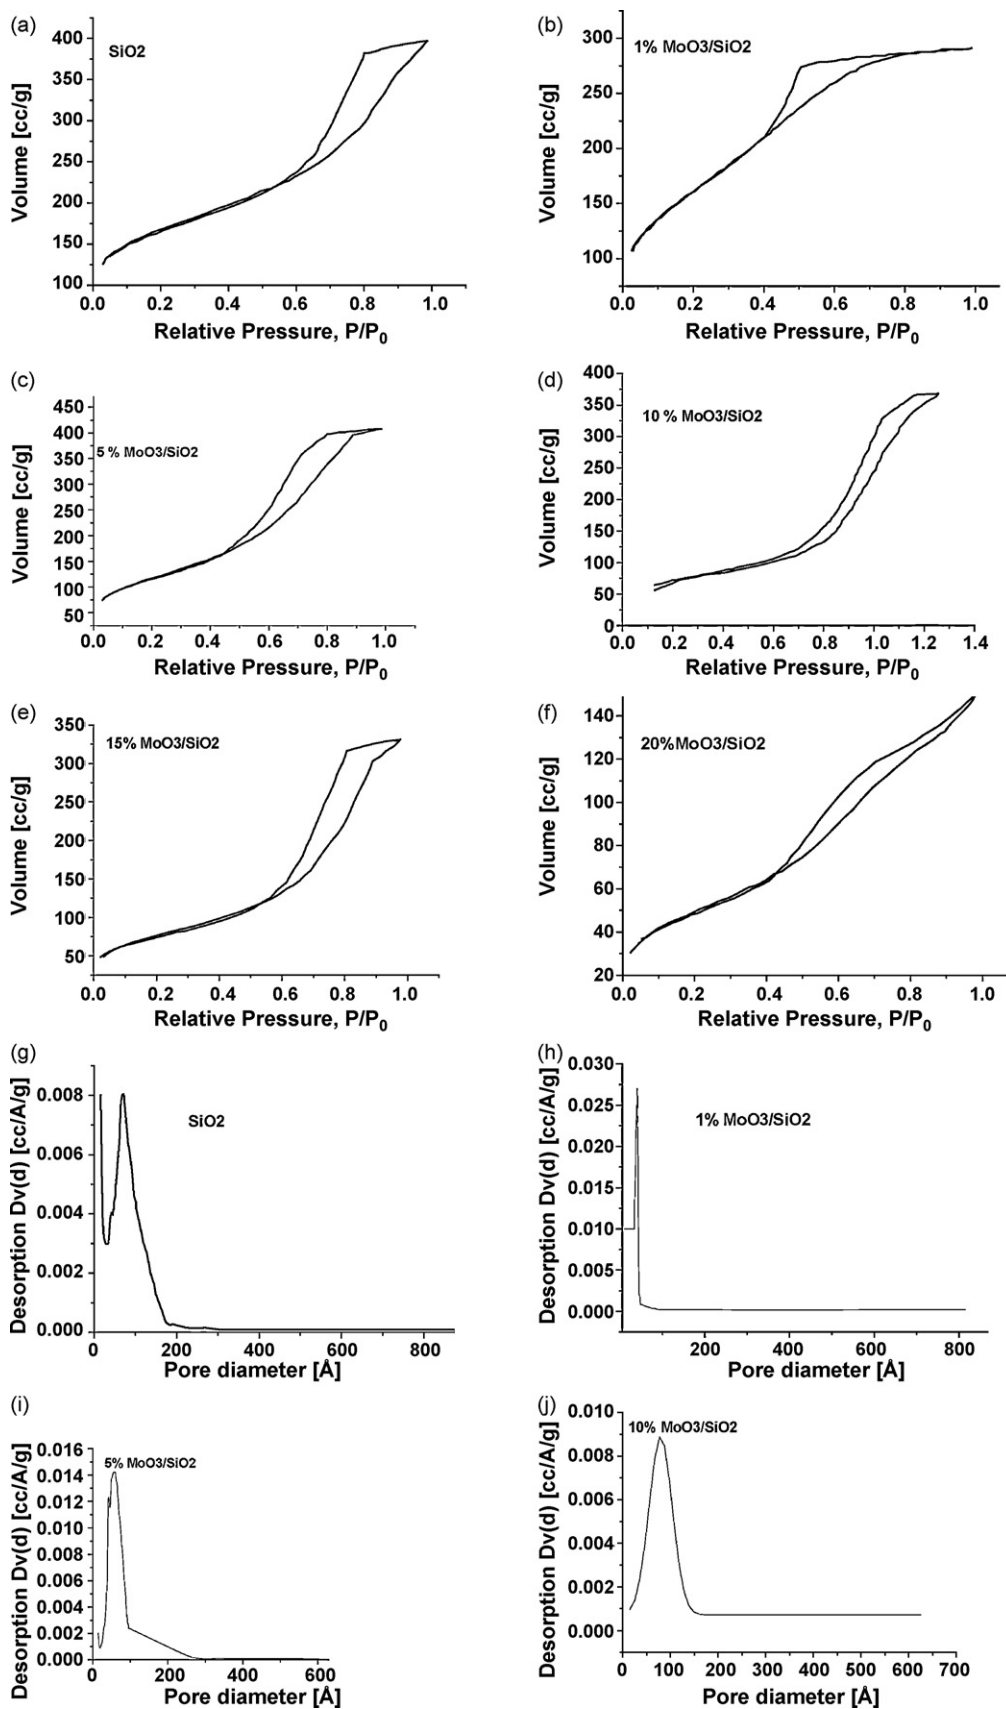 (a)
SiO2
400
350
300
250
200
150
100
Volume [cc/g]
0.0 0.2 0.4 0.6 0.8 1.0
Relative Pressure, P/P0
(b)
1% MoO3/SiO2
300
250
200
150
100
Volume [cc/g]
0.0 0.2 0.4 0.6 0.8 1.0
Relative Pressure, P/P0
(c)
5 % MoO3/SiO2
450
400
350
300
250
200
150
100
50
Volume [cc/g]
0.0 0.2 0.4 0.6 0.8 1.0
Relative Pressure, P/P0
(d)
10 % MoO3/SiO2
400
350
300
250
200
150
100
50
0
Volume [cc/g]
0.0 0.2 0.4 0.6 0.8 1.0 1.2 1.4
Relative Pressure, P/P0
(e)
15% MoO3/SiO2
350
300
250
200
150
100
50
Volume [cc/g]
0.0 0.2 0.4 0.6 0.8 1.0
Relative Pressure, P/P0
(f)
20%MoO3/SiO2
140
120
100
80
60
40
20
Volume [cc/g]
0.0 0.2 0.4 0.6 0.8 1.0
Relative Pressure, P/P0
(g)
SiO2
0.008
0.006
0.004
0.002
0.000
Desorption Dv(d) [cc/A/g]
0 200 400 600 800
Pore diameter [Å]
(h)
1% MoO3/SiO2
0.030
0.025
0.020
0.015
0.010
0.005
0.000
Desorption Dv(d) [cc/A/g]
200 400 600 800
Pore diameter [Å]
(i)
5% MoO3/SiO2
0.016
0.014
0.012
0.010
0.008
0.006
0.004
0.002
0.000
Desorption Dv(d) [cc/A/g]
0 200 400 600
Pore diameter [Å]
(j)
10% MoO3/SiO2
0.010
0.008
0.006
0.004
0.002
0.000
Desorption Dv(d) [cc/A/g]
0 100 200 300 400 500 600 700
Pore diameter [Å]